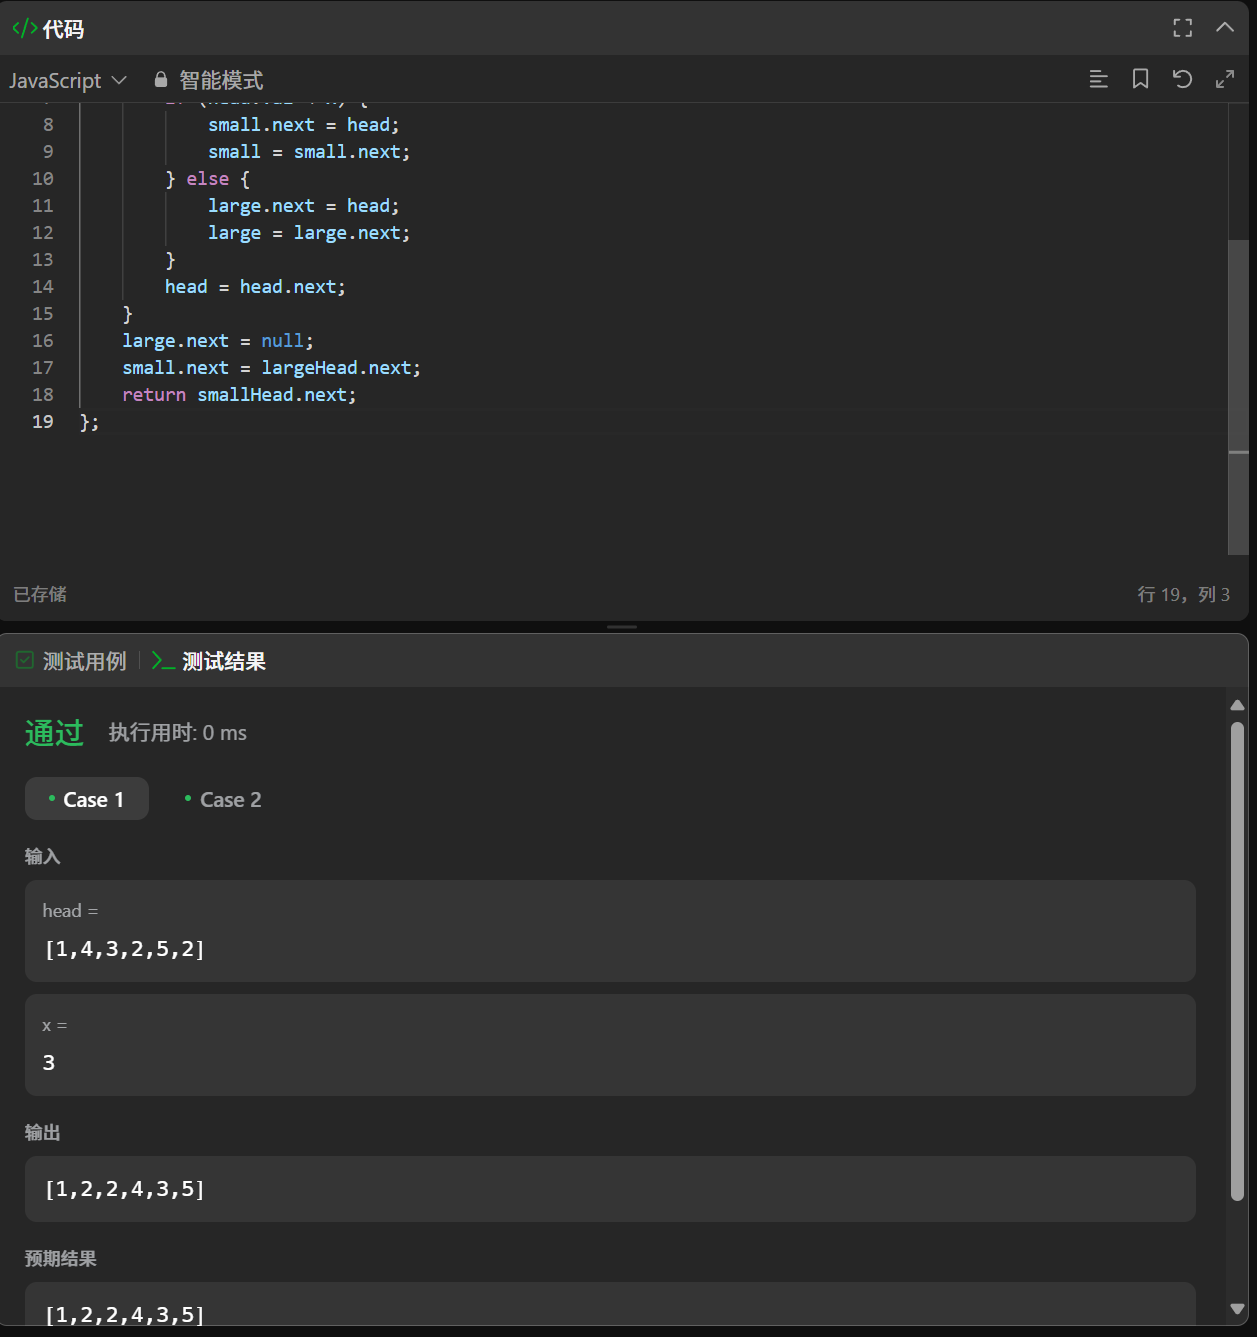 </> 代码
JavaScript 智能模式
8 small.next = head;
9 small = small.next;
10 } else {
11 large.next = head;
12 large = large.next;
13 }
14 head = head.next;
15 }
16 large.next = null;
17 small.next = largeHead.next;
18 return smallHead.next;
19 };
已存储 行 19，列 3
测试用例 >_ 测试结果
通过 执行用时: 0 ms
• Case 1 • Case 2
输入
head =
[1,4,3,2,5,2]
x =
3
输出
[1,2,2,4,3,5]
预期结果
[1,2,2,4,3,5]